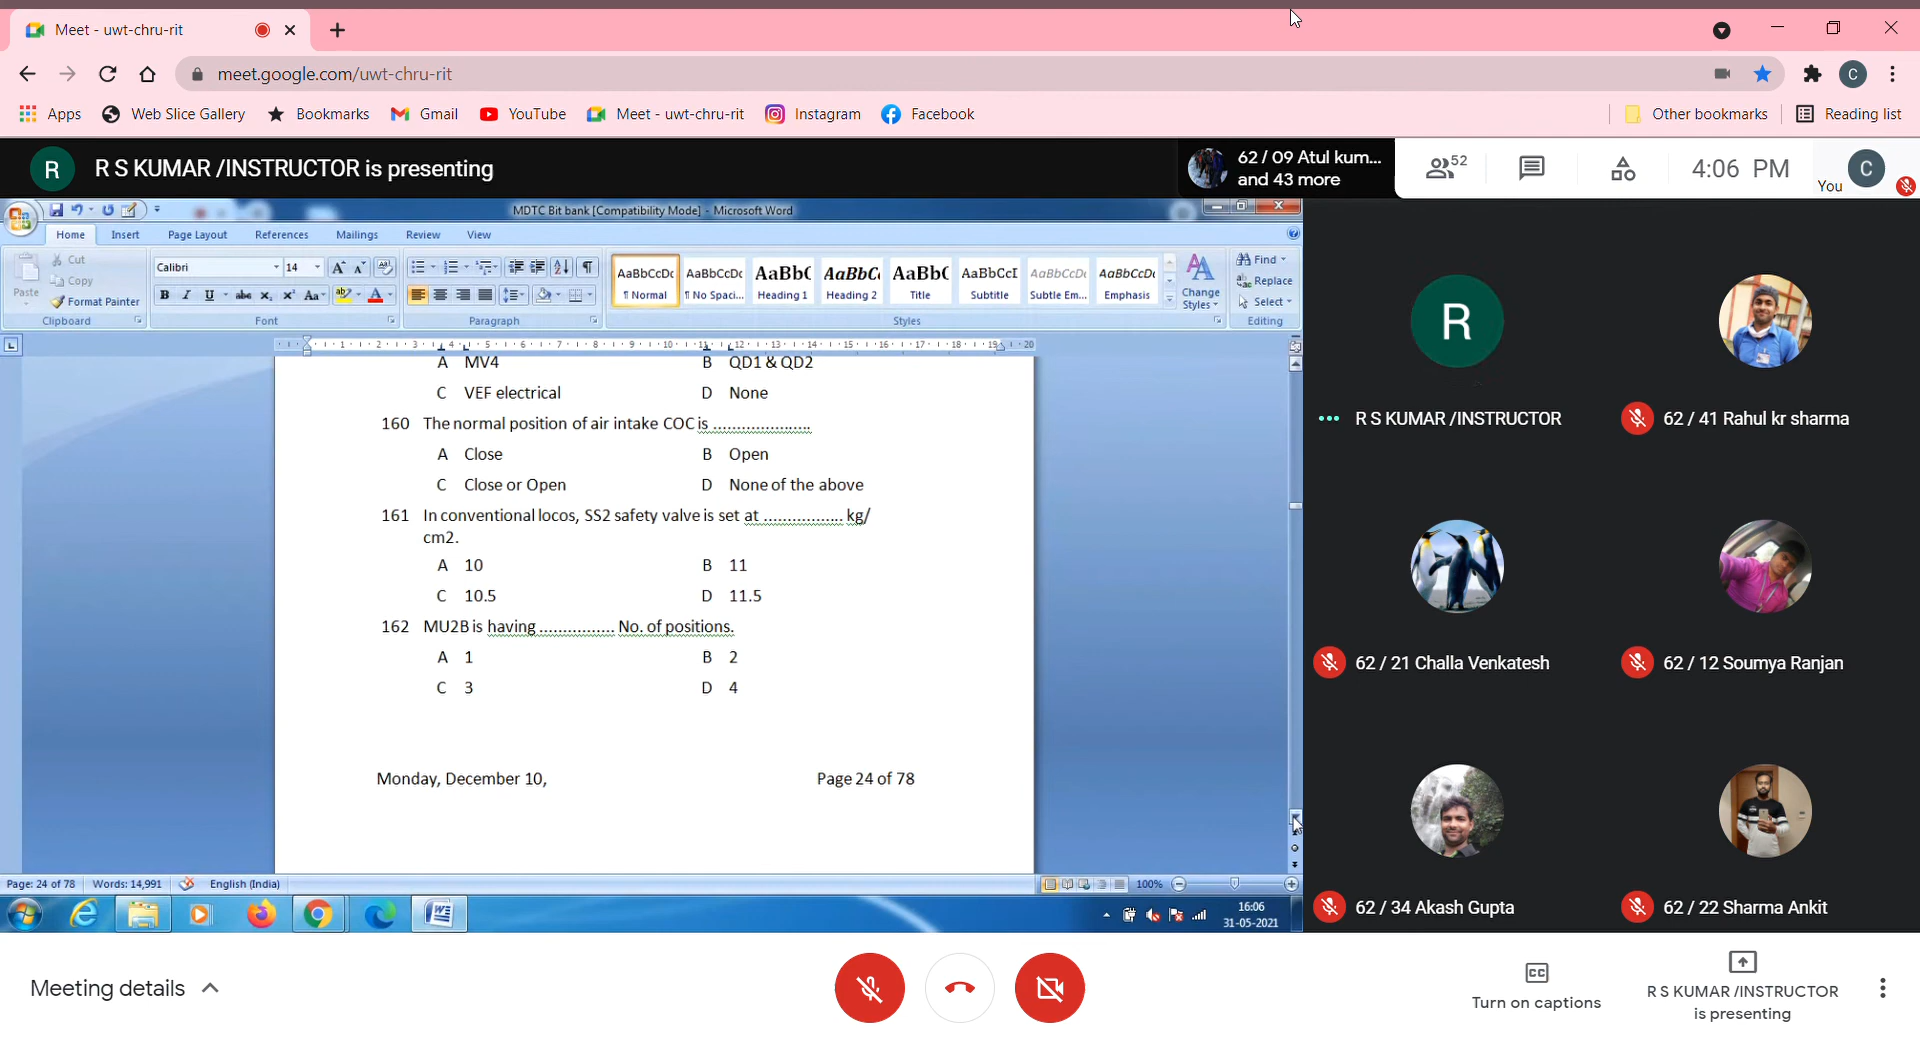 Meet - uwt-chru-rit
meet.google.com/uwt-chru-rit
C
Apps
Web Slice Gallery
Bookmarks
Gmail
YouTube
Meet - uwt-chru-rit
Instagram
Facebook
Other bookmarks
Reading list
R
R S KUMAR /INSTRUCTOR is presenting
62 / 09 Atul kum...
and 43 more
52
4:06 PM
You
C
MDTC Bit bank [Compatibility Mode] - Microsoft Word
Home
Insert
Page Layout
References
Mailings
Review
View
Paste
Cut
Copy
Format Painter
Clipboard
Calibri
14
Font
Paragraph
AaBbCcDc
¶ Normal
AaBbCcDc
¶ No Spaci...
AaBbC
Heading 1
AaBbCc
Heading 2
AaBbC
Title
AaBbCcI
Subtitle
AaBbCcDc
Subtle Em...
AaBbCcDc
Emphasis
Change
Styles
Styles
Find
Replace
Select
Editing
A MV4 B QD1 & QD2
C VEF electrical D None
160 The normal position of air intake COC is .....................
A Close B Open
C Close or Open D None of the above
161 In conventional locos, SS2 safety valve is set at ................. kg/
cm2.
A 10 B 11
C 10.5 D 11.5
162 MU2B is having ................ No. of positions.
A 1 B 2
C 3 D 4
Monday, December 10, Page 24 of 78
Page: 24 of 78
Words: 14,991
English (India)
100%
16:06
31-05-2021
R
R S KUMAR /INSTRUCTOR
62 / 41 Rahul kr sharma
62 / 21 Challa Venkatesh
62 / 12 Soumya Ranjan
62 / 34 Akash Gupta
62 / 22 Sharma Ankit
Meeting details
Turn on captions
R S KUMAR /INSTRUCTOR
is presenting